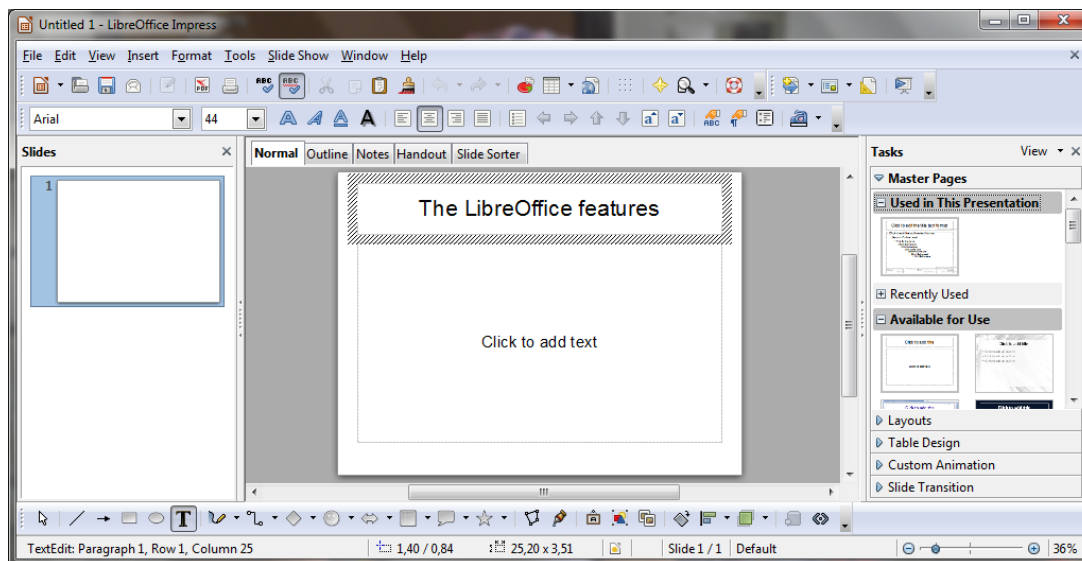 Untitled 1 - LibreOffice Impress
File Edit View Insert Format Tools Slide Show Window Help
Arial 44
Slides
1
Normal Outline Notes Handout Slide Sorter
The LibreOffice features
Click to add text
Tasks View
Master Pages
Used in This Presentation
Recently Used
Available for Use
Layouts
Table Design
Custom Animation
Slide Transition
TextEdit: Paragraph 1, Row 1, Column 25 1,40 / 0,84 25,20 x 3,51 Slide 1 / 1 Default 36%